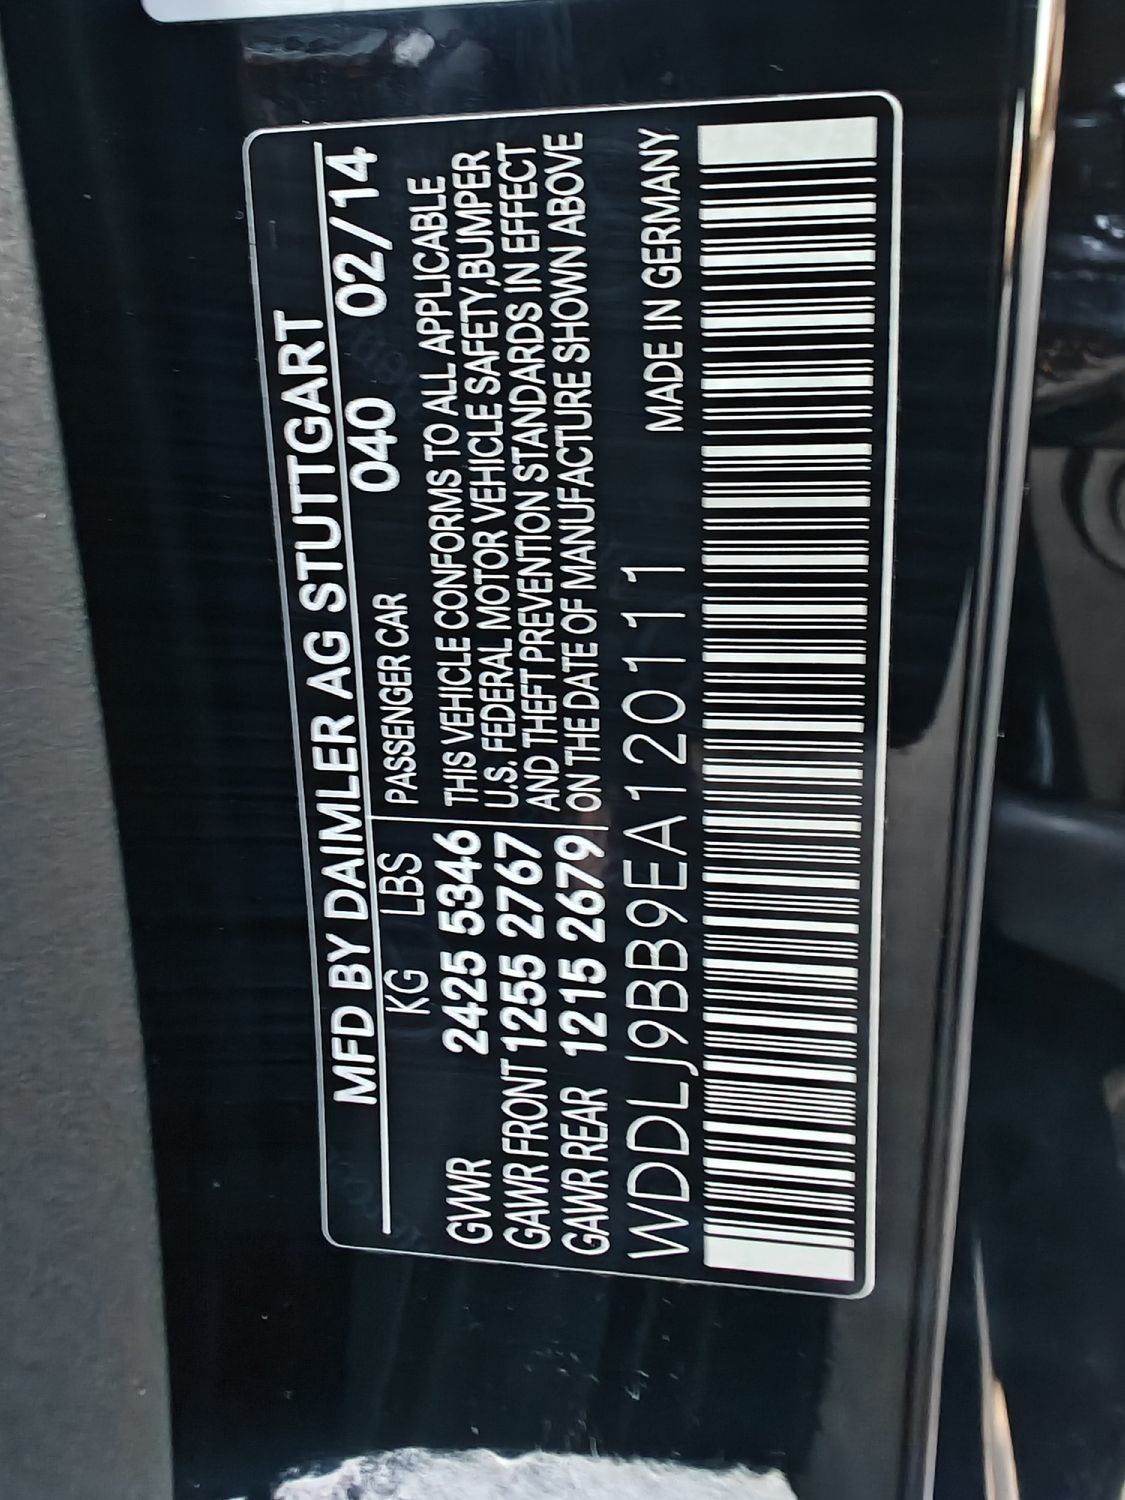 MFD BY DAIMLER AG STUTTGART
KG LBS PASSENGER CAR 040 02/14
GVWR 2425 5346 THIS VEHICLE CONFORMS TO ALL APPLICABLE
GAWR FRONT 1255 2767 U.S. FEDERAL MOTOR VEHICLE SAFETY,BUMPER
GAWR REAR 1215 2679 AND THEFT PREVENTION STANDARDS IN EFFECT
ON THE DATE OF MANUFACTURE SHOWN ABOVE
WDDLJ9BB9EA120111 MADE IN GERMANY